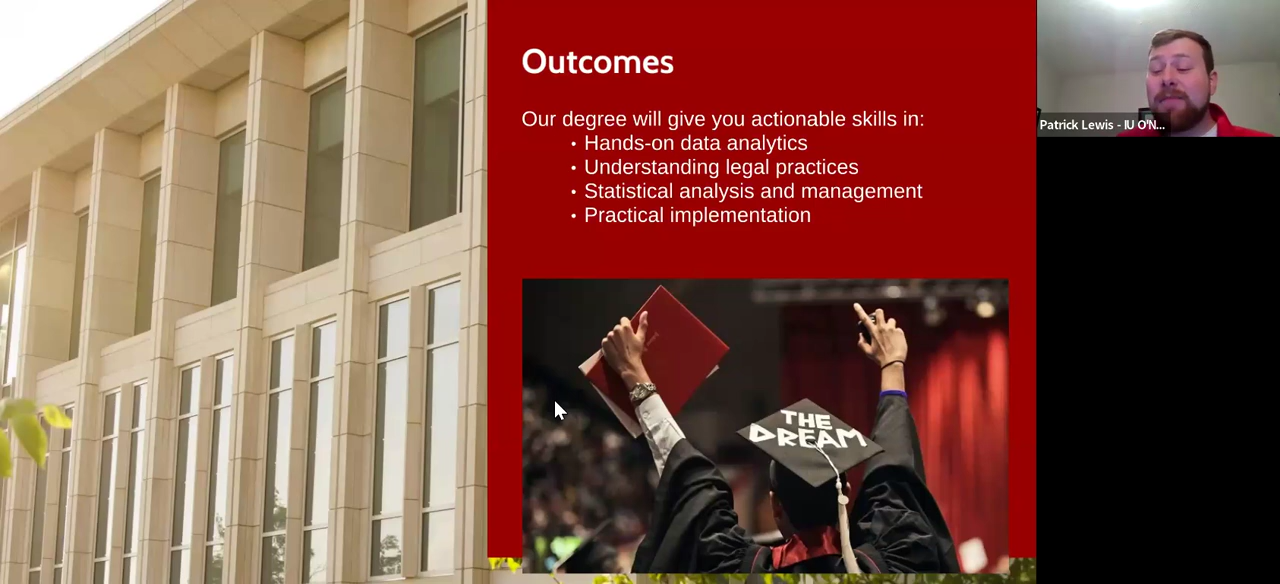 Outcomes
Our degree will give you actionable skills in:
• Hands-on data analytics
• Understanding legal practices
• Statistical analysis and management
• Practical implementation
Patrick Lewis - IU O'N...
THE
DREAM